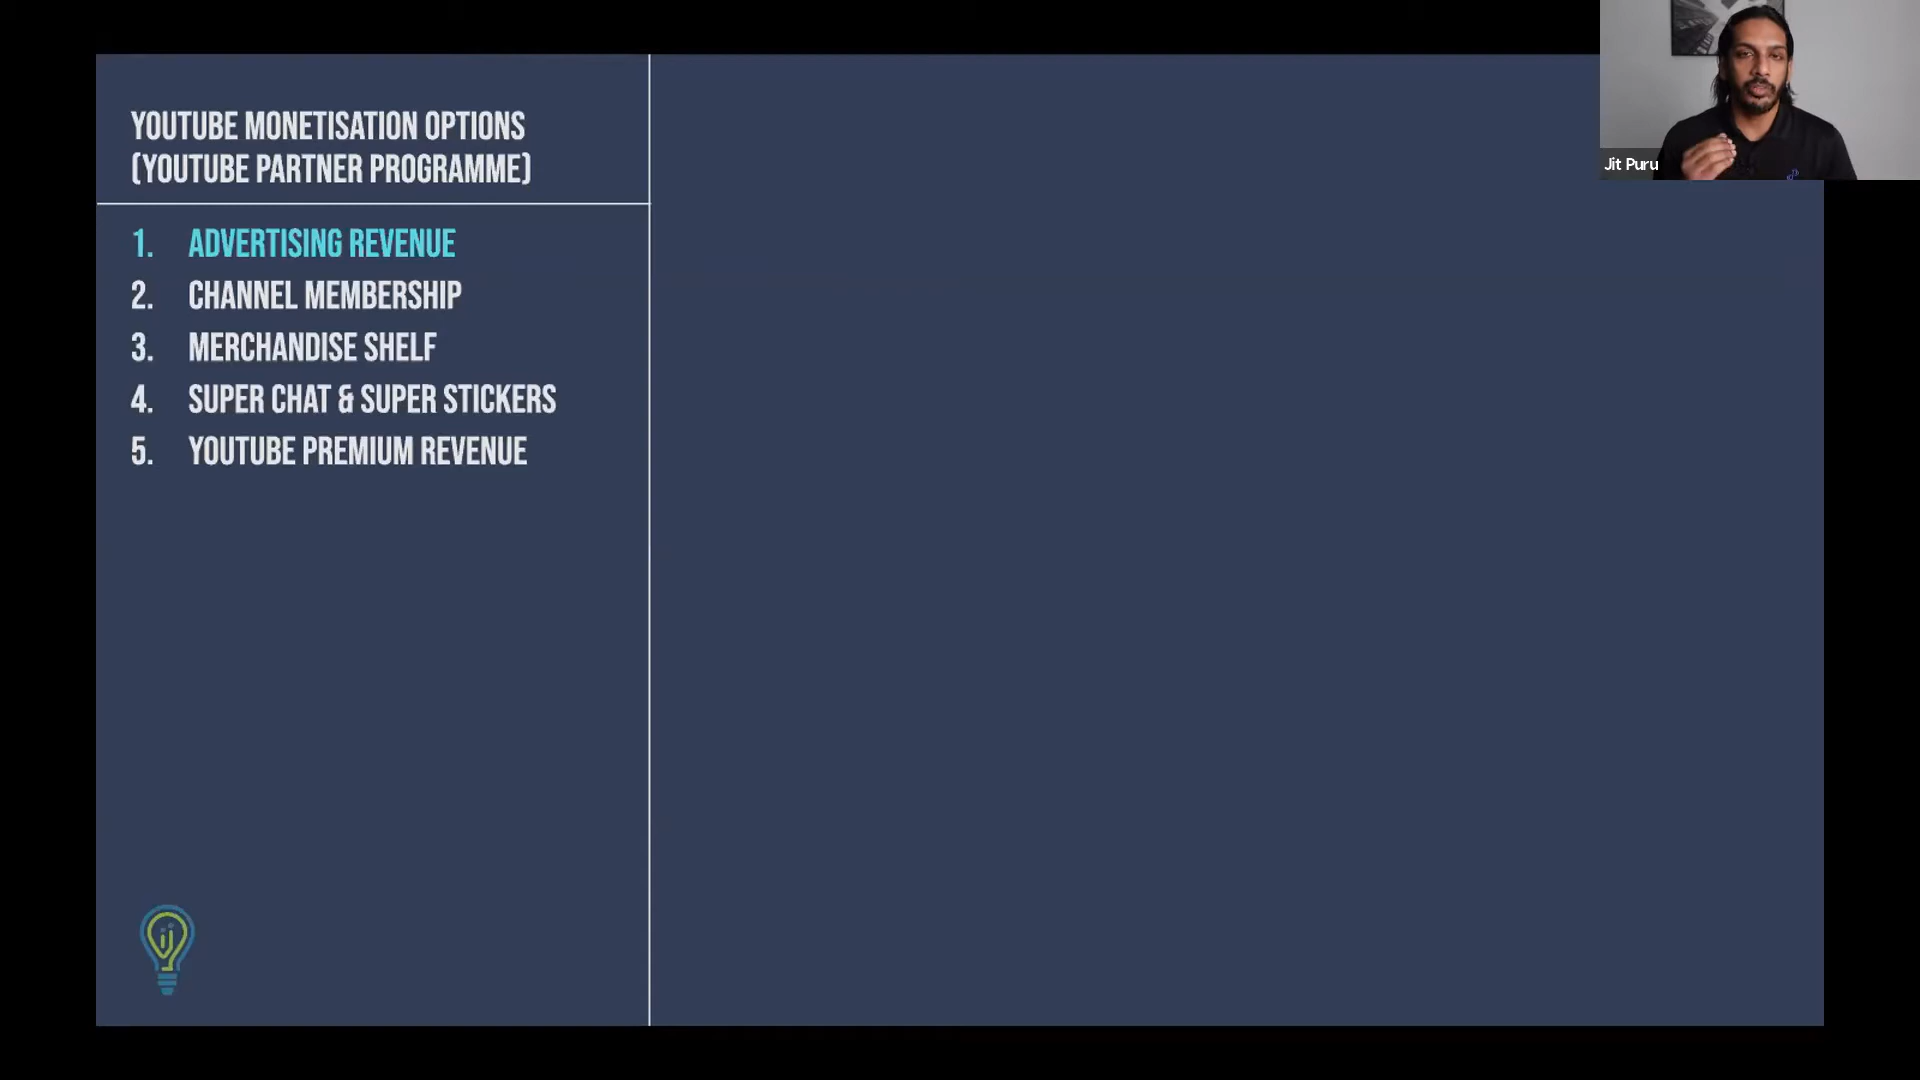 YOUTUBE MONETISATION OPTIONS
(YOUTUBE PARTNER PROGRAMME)
1. ADVERTISING REVENUE
2. CHANNEL MEMBERSHIP
3. MERCHANDISE SHELF
4. SUPER CHAT & SUPER STICKERS
5. YOUTUBE PREMIUM REVENUE
Jit Puru